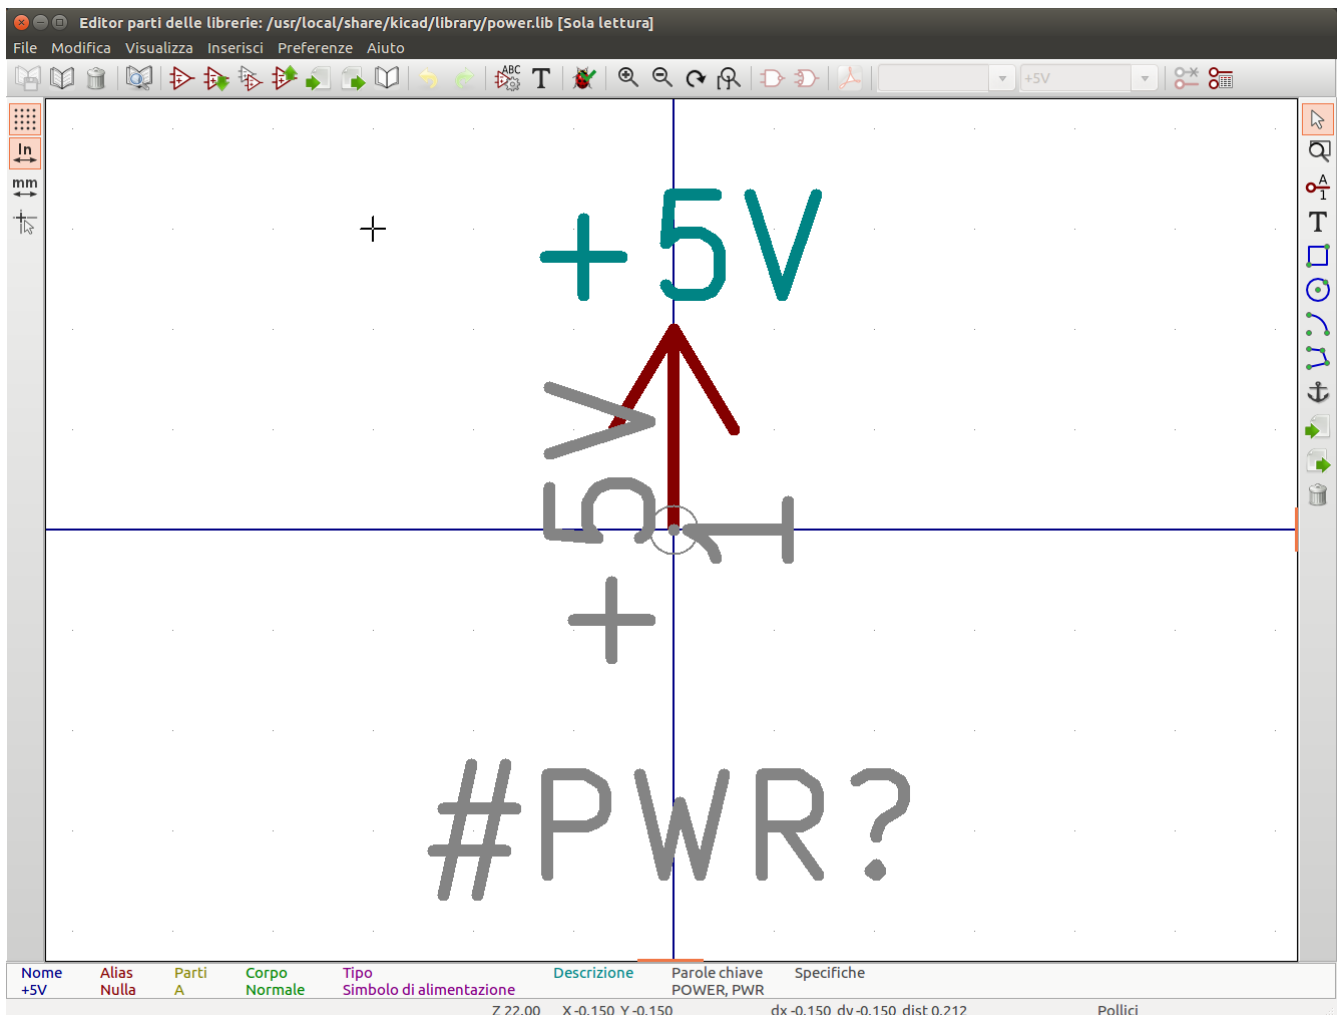 Editor parti delle librerie: /usr/local/share/kicad/library/power.lib [Sola lettura]
File Modifica Visualizza Inserisci Preferenze Aiuto
ABC T +5V
In
mm
A
1
T
+5V
+5V
1
#PWR?
Nome Alias Parti Corpo Tipo Descrizione Parole chiave Specifiche
+5V Nulla A Normale Simbolo di alimentazione POWER, PWR
Z 22.00 X -0.150 Y -0.150 dx -0.150 dy -0.150 dist 0.212 Pollici